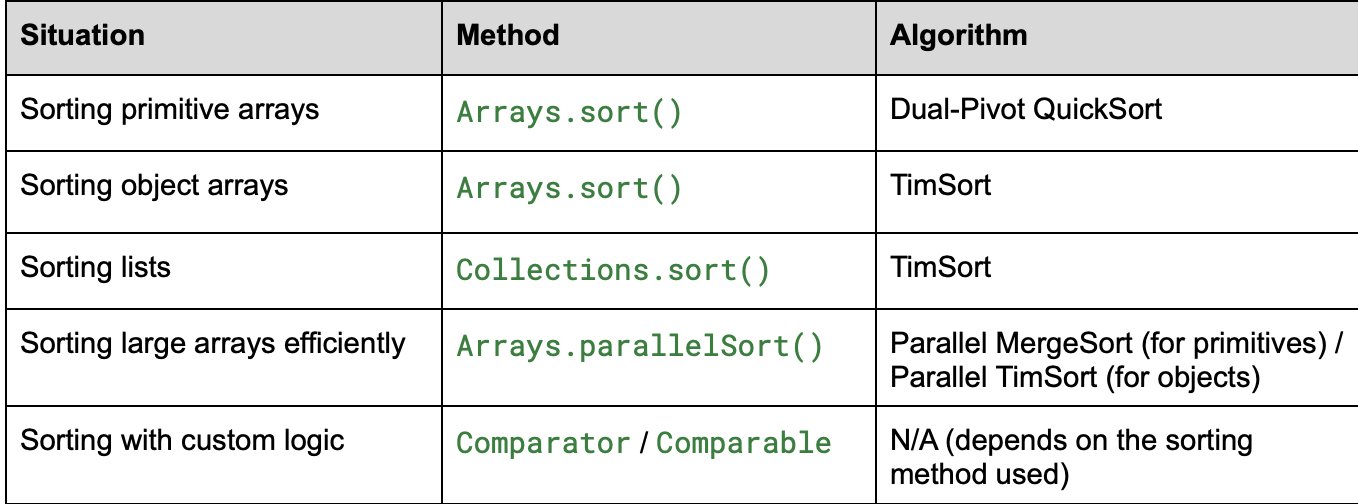 Situation Method Algorithm
Sorting primitive arrays Arrays.sort() Dual-Pivot QuickSort
Sorting object arrays Arrays.sort() TimSort
Sorting lists Collections.sort() TimSort
Sorting large arrays efficiently Arrays.parallelSort() Parallel MergeSort (for primitives) /
Parallel TimSort (for objects)
Sorting with custom logic Comparator / Comparable N/A (depends on the sorting
method used)